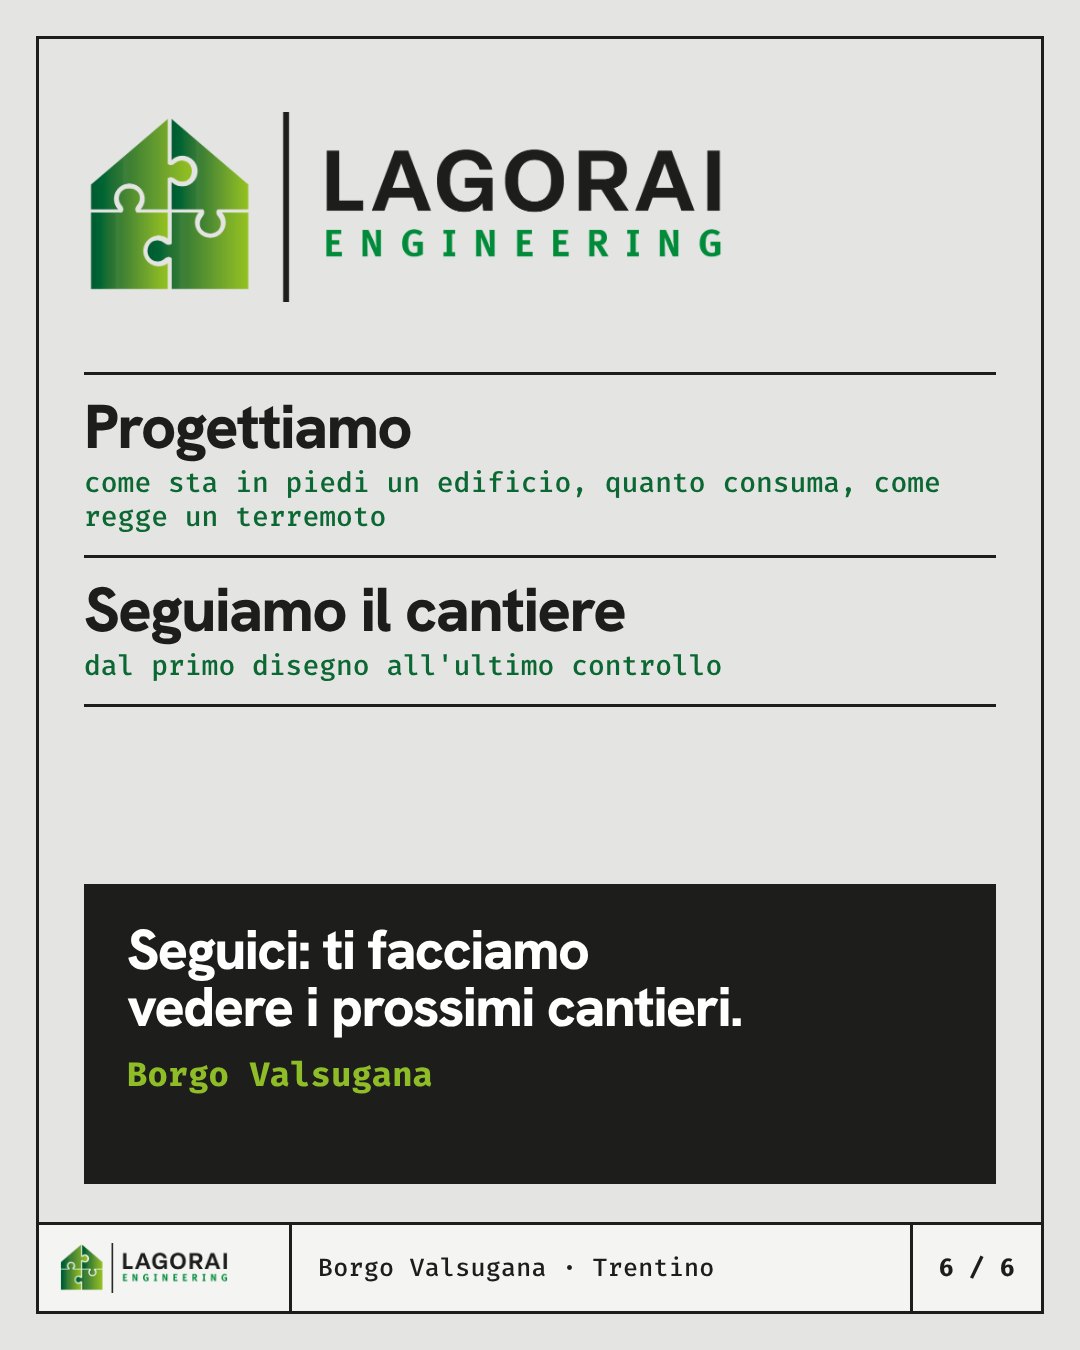 LAGORAI
ENGINEERING
Progettiamo
come sta in piedi un edificio, quanto consuma, come
regge un terremoto
Seguiamo il cantiere
dal primo disegno all'ultimo controllo
Seguici: ti facciamo
vedere i prossimi cantieri.
Borgo Valsugana
LAGORAI
ENGINEERING
Borgo Valsugana · Trentino
6 / 6